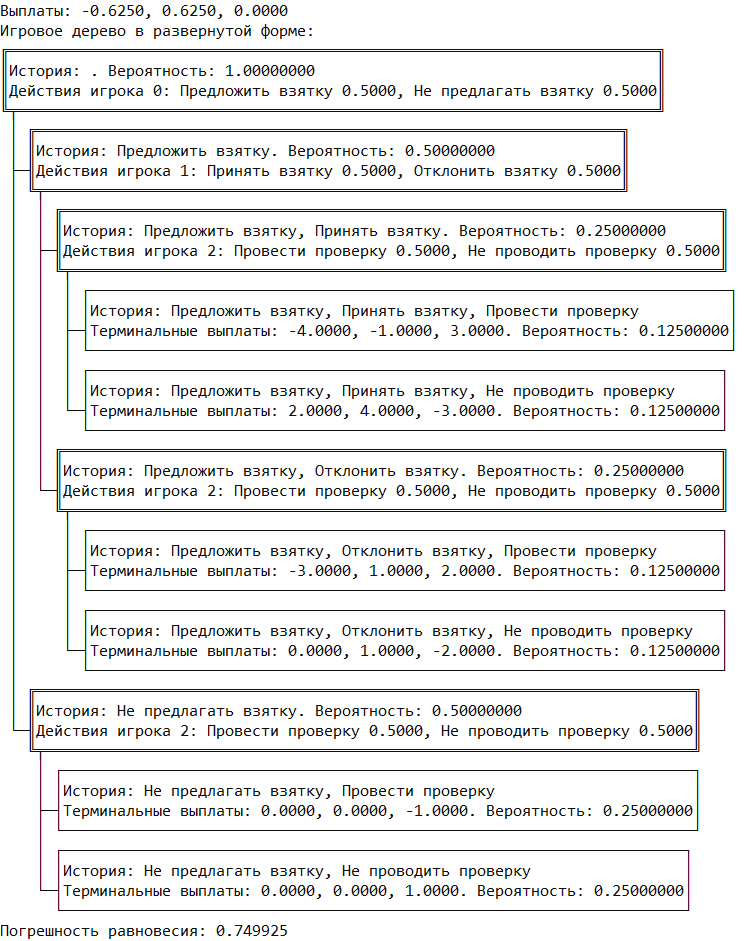 Выплаты: -0.6250, 0.6250, 0.0000
Игровое дерево в развернутой форме:
История: . Вероятность: 1.00000000
Действия игрока 0: Предложить взятку 0.5000, Не предлагать взятку 0.5000
История: Предложить взятку. Вероятность: 0.50000000
Действия игрока 1: Принять взятку 0.5000, Отклонить взятку 0.5000
История: Предложить взятку, Принять взятку. Вероятность: 0.25000000
Действия игрока 2: Провести проверку 0.5000, Не проводить проверку 0.5000
История: Предложить взятку, Принять взятку, Провести проверку
Терминальные выплаты: -4.0000, -1.0000, 3.0000. Вероятность: 0.12500000
История: Предложить взятку, Принять взятку, Не проводить проверку
Терминальные выплаты: 2.0000, 4.0000, -3.0000. Вероятность: 0.12500000
История: Предложить взятку, Отклонить взятку. Вероятность: 0.25000000
Действия игрока 2: Провести проверку 0.5000, Не проводить проверку 0.5000
История: Предложить взятку, Отклонить взятку, Провести проверку
Терминальные выплаты: -3.0000, 1.0000, 2.0000. Вероятность: 0.12500000
История: Предложить взятку, Отклонить взятку, Не проводить проверку
Терминальные выплаты: 0.0000, 1.0000, -2.0000. Вероятность: 0.12500000
История: Не предлагать взятку. Вероятность: 0.50000000
Действия игрока 2: Провести проверку 0.5000, Не проводить проверку 0.5000
История: Не предлагать взятку, Провести проверку
Терминальные выплаты: 0.0000, 0.0000, -1.0000. Вероятность: 0.25000000
История: Не предлагать взятку, Не проводить проверку
Терминальные выплаты: 0.0000, 0.0000, 1.0000. Вероятность: 0.25000000
Погрешность равновесия: 0.749925